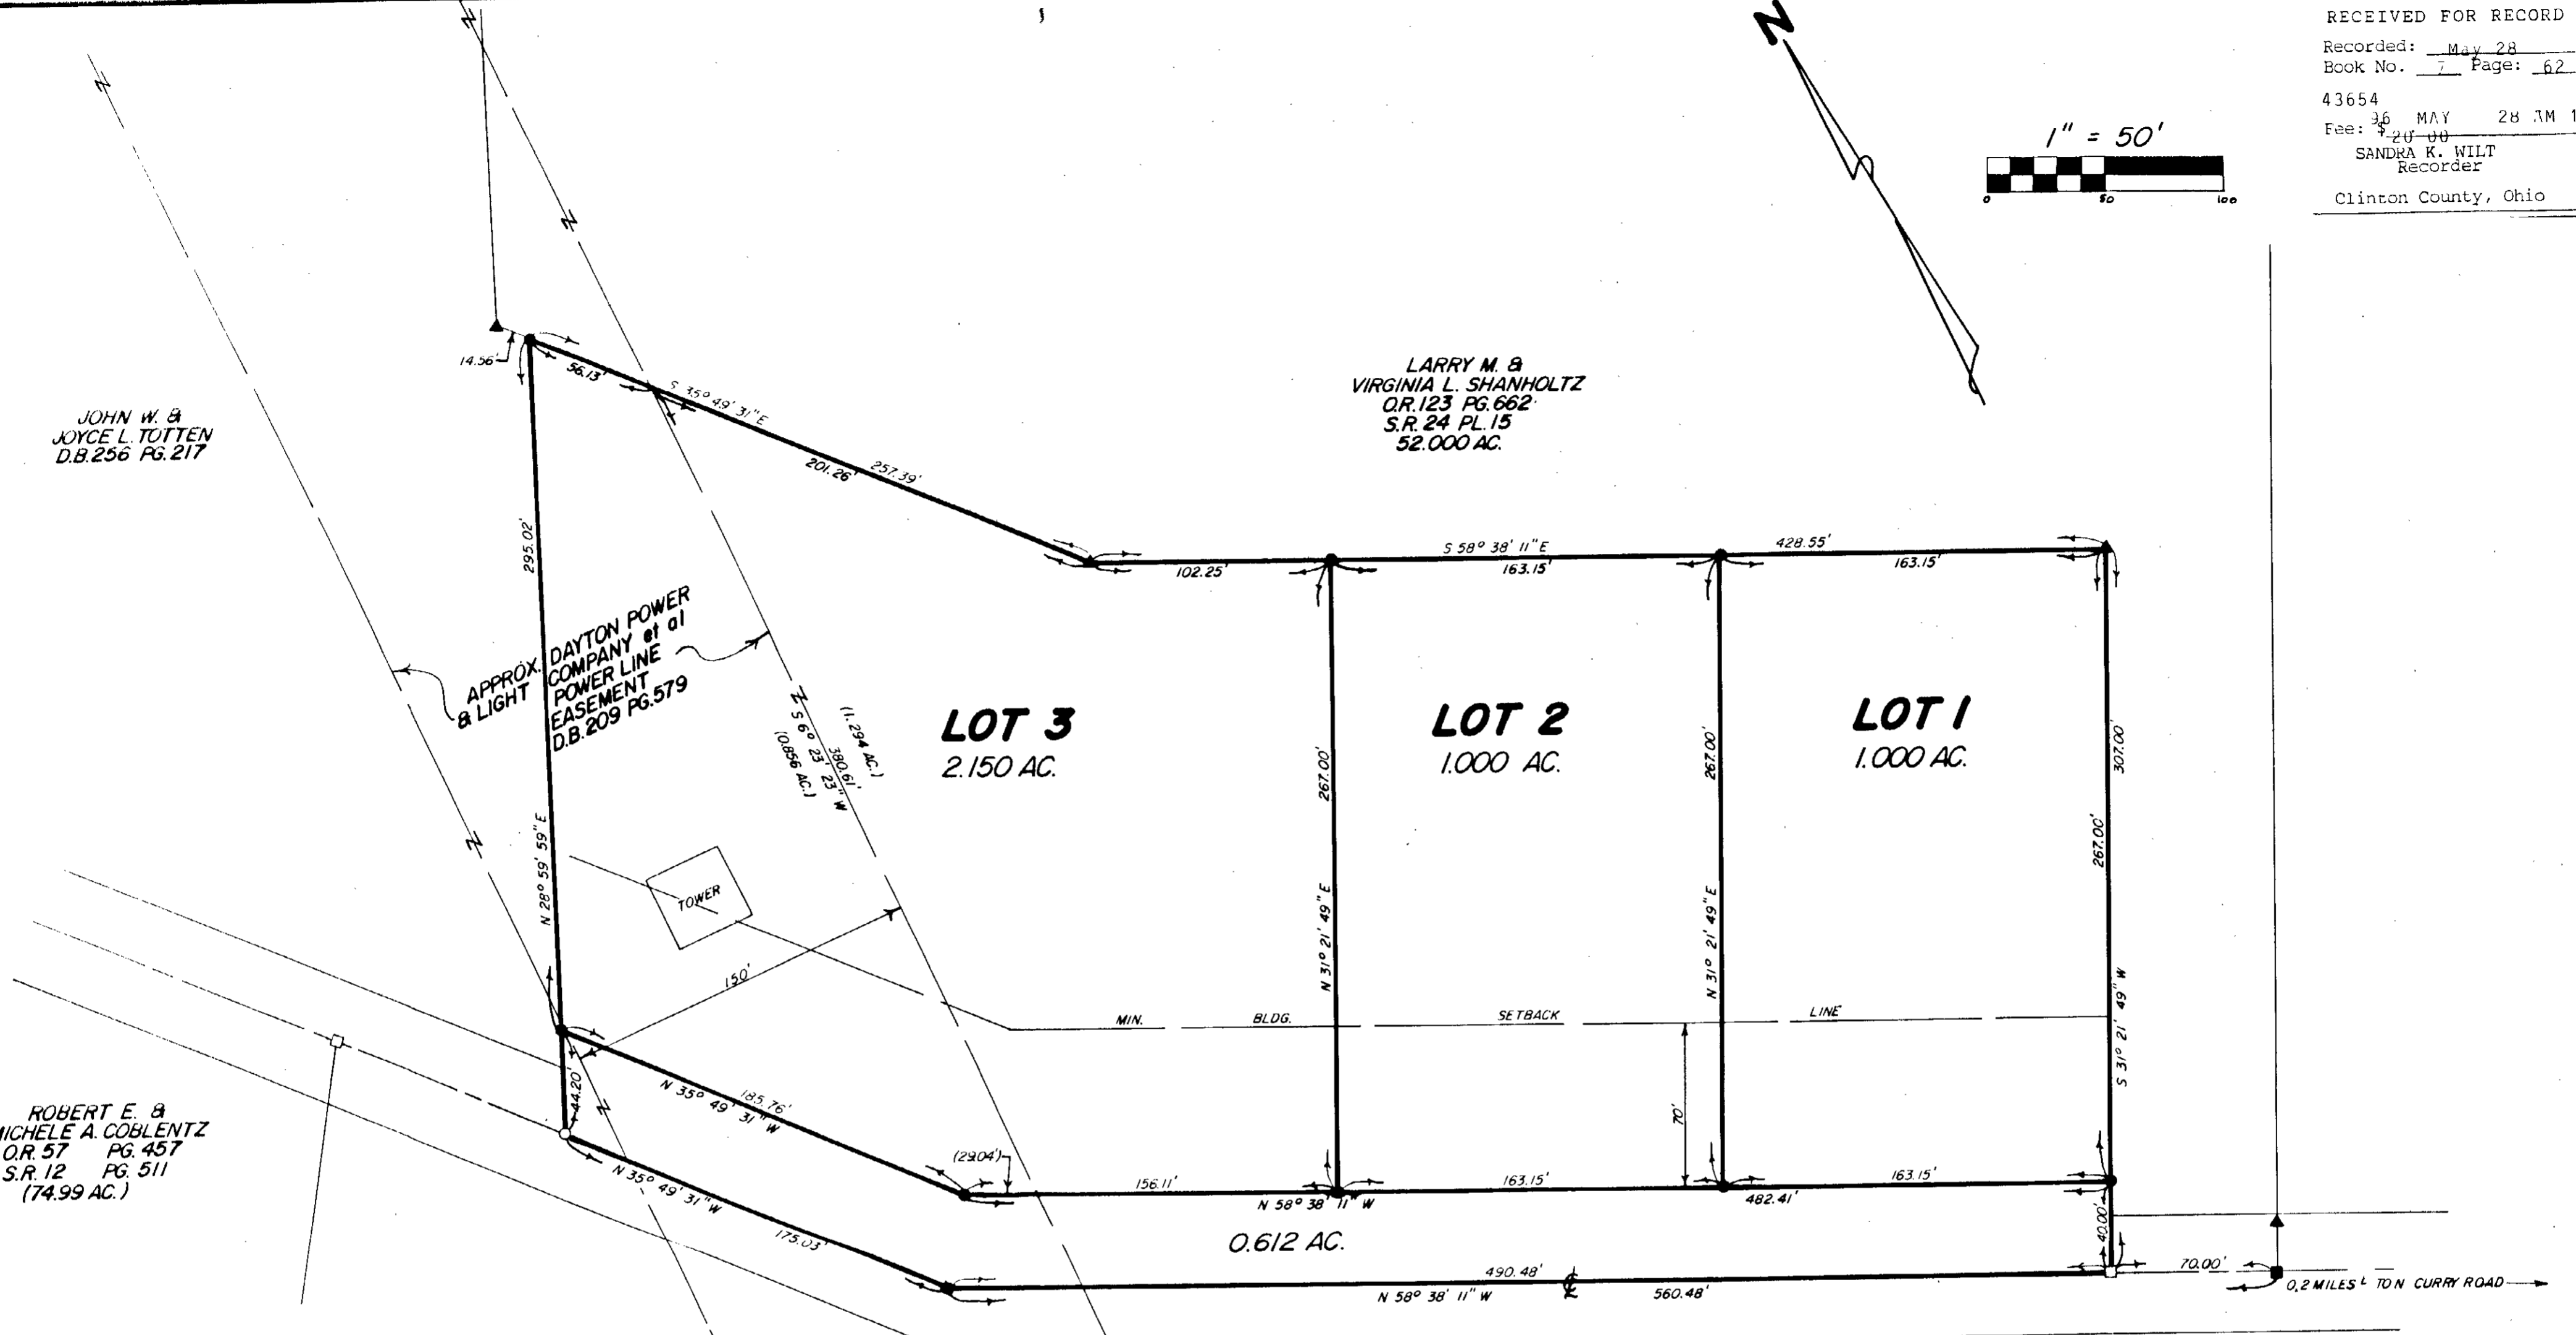 N
RECEIVED FOR RECORD
Recorded: May 28
Book No. 7 Page: 62
43654
96 MAY 28 AM 1
Fee: $ 20.00
SANDRA K. WILT
Recorder
Clinton County, Ohio
1" = 50'
0 50 100
14.56'
56.13'
S 35° 49' 31" E
201.26'
257.39'
LARRY M. &
VIRGINIA L. SHANHOLTZ
O.R. 123 PG. 662
S.R. 24 PL. 15
52.000 AC.
JOHN W. &
JOYCE L. TOTTEN
D.B. 256 PG. 217
295.02'
N 28° 59' 59" E
102.25'
S 58° 38' 11" E
163.15'
428.55'
163.15'
APPROX. DAYTON POWER
& LIGHT COMPANY et al
POWER LINE
EASEMENT
D.B. 209 PG. 579
(1.294 AC.)
380.61'
S 6° 23' 23" W
(0.856 AC.)
LOT 3
2.150 AC.
LOT 2
1.000 AC.
LOT 1
1.000 AC.
267.00'
N 31° 21' 49" E
267.00'
N 31° 21' 49" E
307.00'
267.00'
S 31° 21' 49" W
TOWER
150'
MIN. BLDG. SETBACK LINE
70'
44.20'
185.76'
N 35° 49' 31" W
ROBERT E. &
MICHELE A. COBLENTZ
O.R. 57 PG. 457
S.R. 12 PG. 511
(74.99 AC.)
N 35° 49' 31" W
175.03'
(29.04')
156.11'
N 58° 38' 11" W
163.15'
482.41'
163.15'
40.00'
0.612 AC.
490.48'
N 58° 38' 11" W
560.48'
70.00'
0.2 MILES± TO N CURRY ROAD